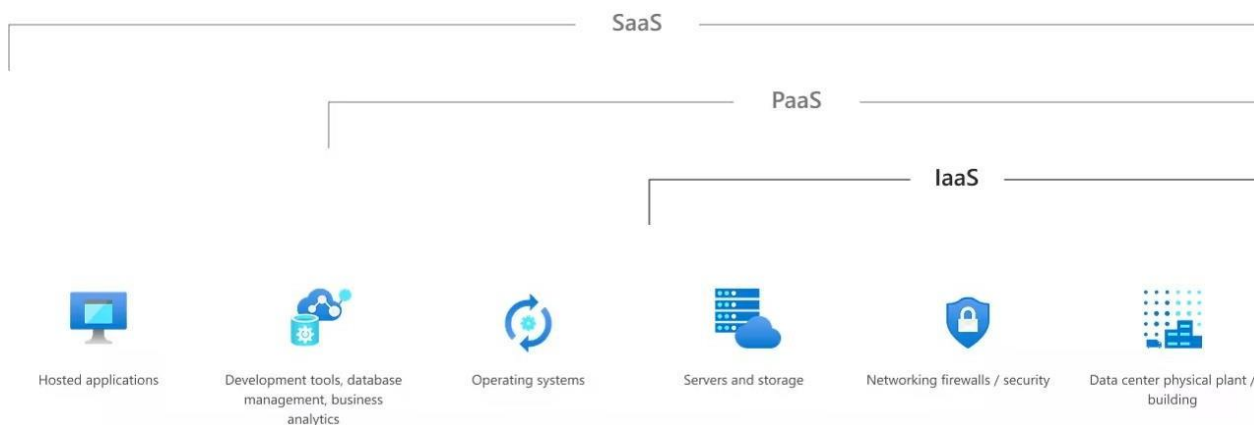 SaaS
PaaS
IaaS
Hosted applications
Development tools, database
management, business
analytics
Operating systems
Servers and storage
Networking firewalls / security
Data center physical plant /
building